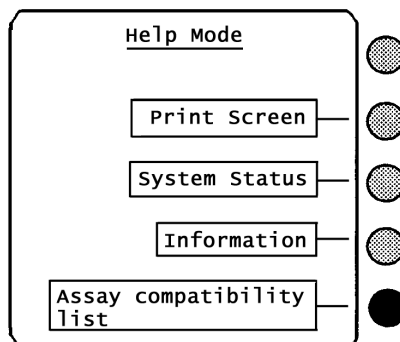 Help Mode
Print Screen
System Status
Information
Assay compatibility
list